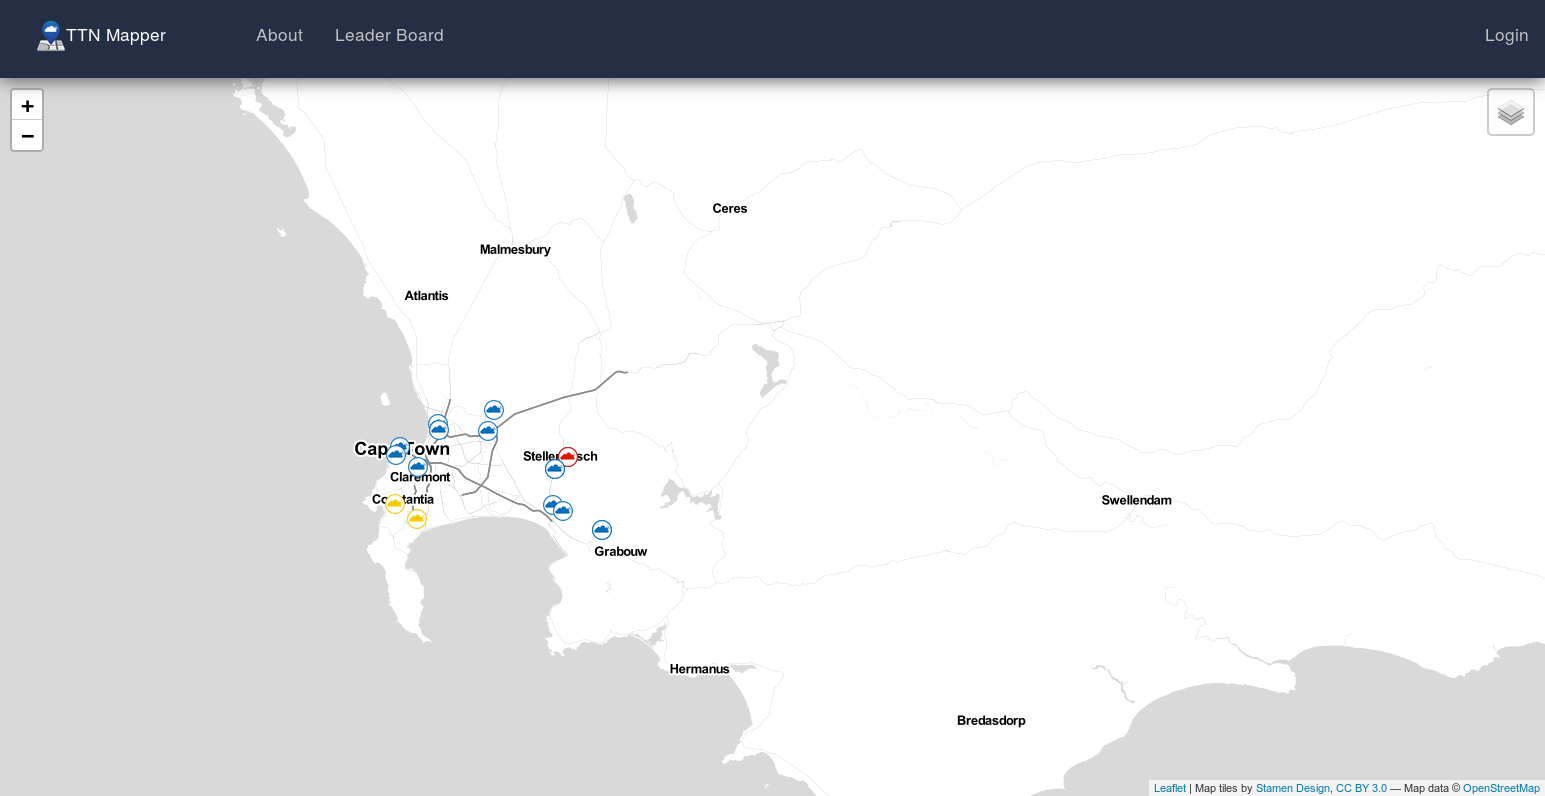 TTN Mapper About Leader Board Login
+
−
Ceres
Malmesbury
Atlantis
Cape Town
Stellenbosch
Claremont
Constantia
Swellendam
Grabouw
Hermanus
Bredasdorp
Leaflet | Map tiles by Stamen Design, CC BY 3.0 — Map data © OpenStreetMap